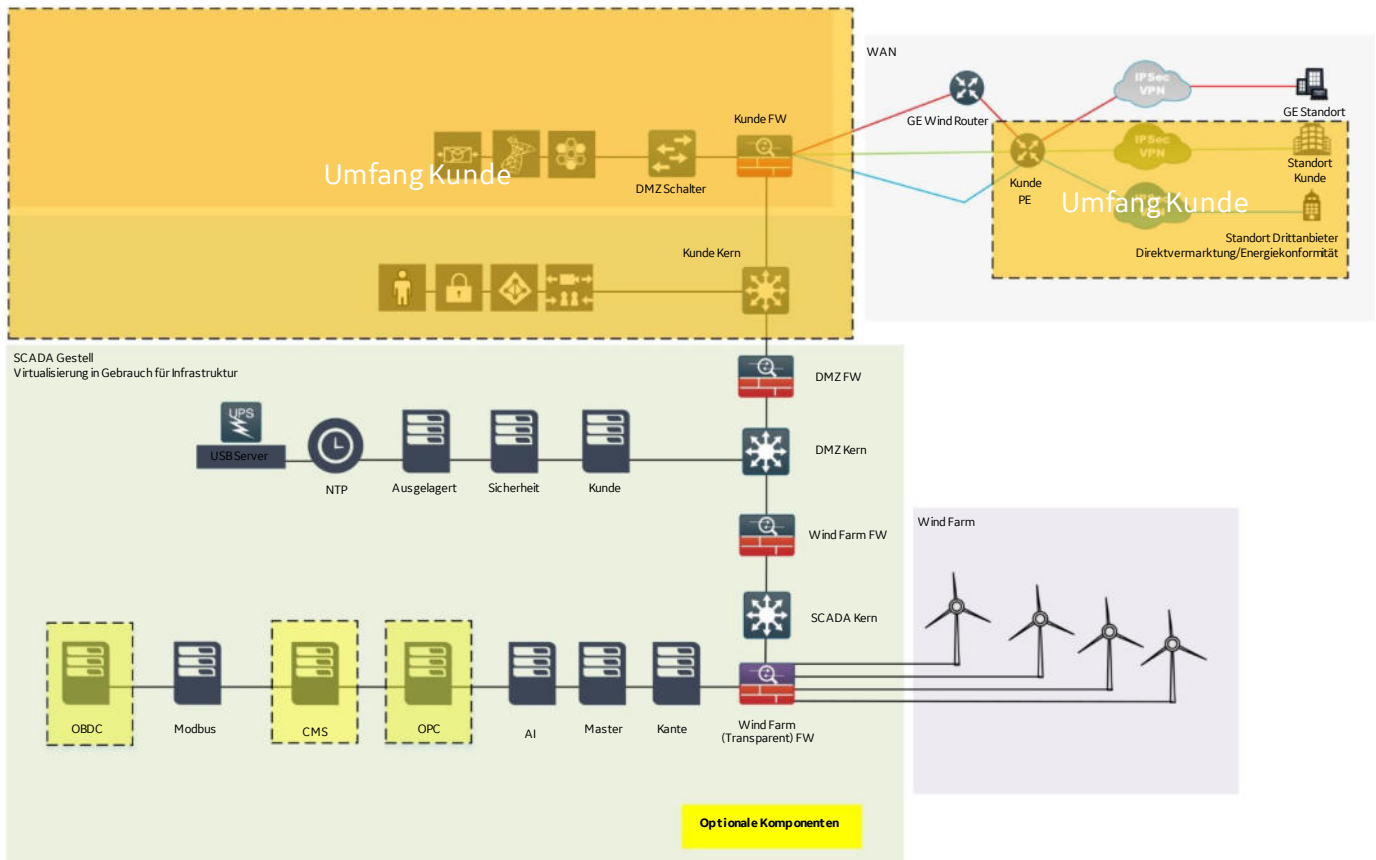 WAN
IPSec
VPN
Kunde FW
GE Wind Router
GE Standort
IPSec
VPN
Umfang Kunde
DMZ Schalter
Standort
Kunde
Kunde
PE
IPSec
VPN
Umfang Kunde
Standort Drittanbieter
Direktvermarktung/Energiekonformität
Kunde Kern
SCADA Gestell
Virtualisierung in Gebrauch für Infrastruktur
DMZ FW
UPS
USB Server
DMZ Kern
NTP
Ausgelagert
Sicherheit
Kunde
Wind Farm FW
Wind Farm
SCADA Kern
OBDC
Modbus
CMS
OPC
AI
Master
Kante
Wind Farm
(Transparent) FW
Optionale Komponenten